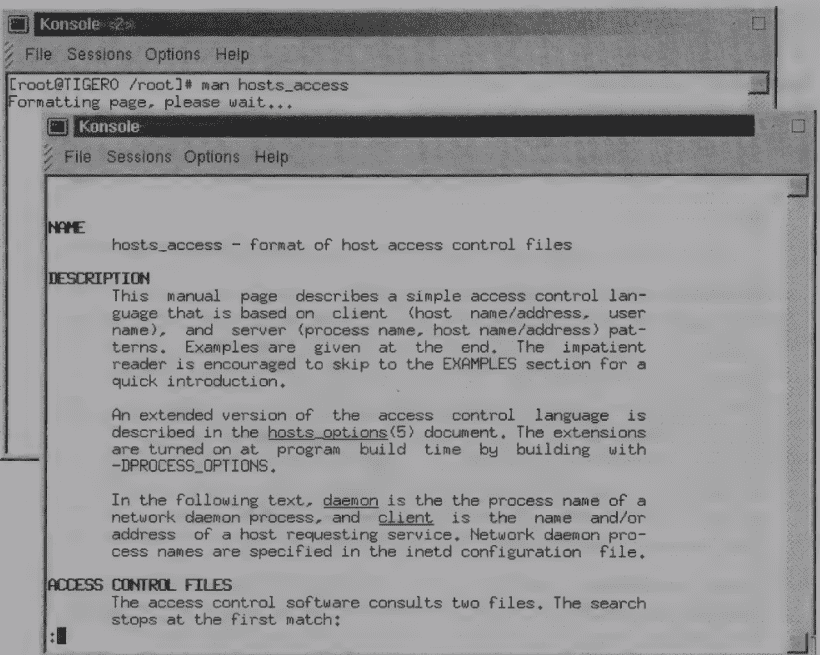 Konsole <2>
File Sessions Options Help
[root@TIGERO /root]# man hosts_access
Formatting page, please wait...
Konsole
File Sessions Options Help
NAME
hosts_access - format of host access control files
DESCRIPTION
This manual page describes a simple access control lan-
guage that is based on client (host name/address, user
name), and server (process name, host name/address) pat-
terns. Examples are given at the end. The impatient
reader is encouraged to skip to the EXAMPLES section for a
quick introduction.
An extended version of the access control language is
described in the hosts_options(5) document. The extensions
are turned on at program build time by building with
-DPROCESS_OPTIONS.
In the following text, daemon is the the process name of a
network daemon process, and client is the name and/or
address of a host requesting service. Network daemon pro-
cess names are specified in the inetd configuration file.
ACCESS CONTROL FILES
The access control software consults two files. The search
stops at the first match:
: